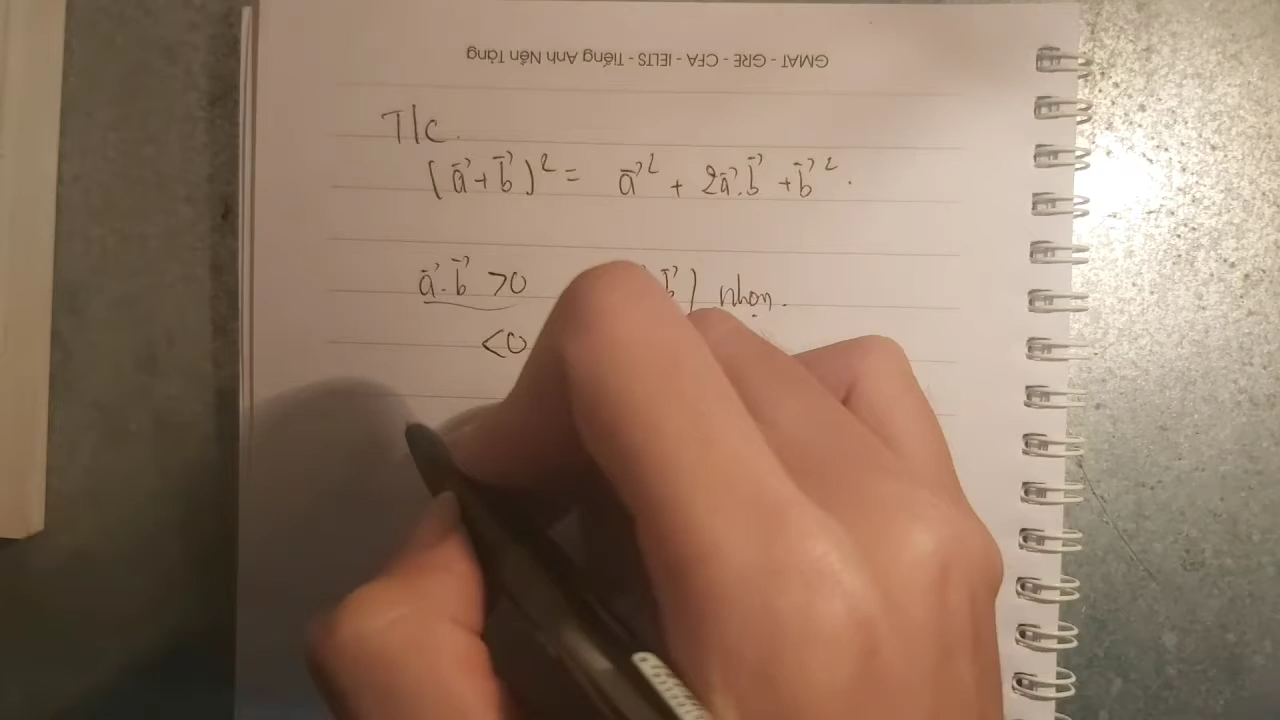 GMAT - GRE - CFA - IELTS - Tiếng Anh Nền Tảng
T/c.
(a⃗ + b⃗)² = a⃗² + 2a⃗.b⃗ + b⃗².
a⃗.b⃗ >0 b⃗) nhọn.
<0